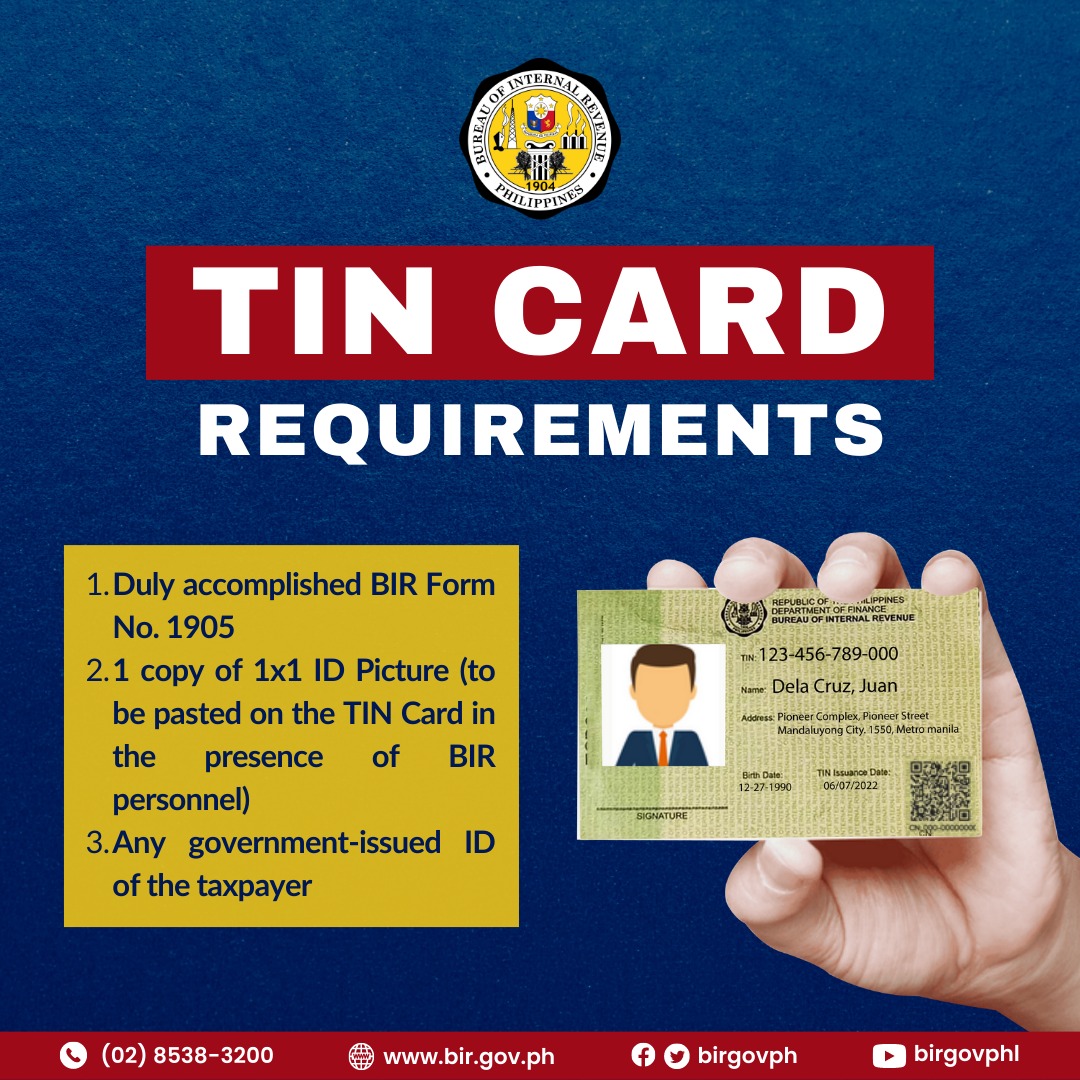 BUREAU OF INTERNAL REVENUE
1904
PHILIPPINES
TIN CARD
REQUIREMENTS
1. Duly accomplished BIR Form
No. 1905
2. 1 copy of 1x1 ID Picture (to
be pasted on the TIN Card in
the presence of BIR
personnel)
3. Any government-issued ID
of the taxpayer
REPUBLIC OF PHILIPPINES
DEPARTMENT OF FINANCE
BUREAU OF INTERNAL REVENUE
TIN: 123-456-789-000
Name: Dela Cruz, Juan
Address: Pioneer Complex, Pioneer Street
Mandaluyong City. 1550, Metro manila
Birth Date:
12-27-1990
TIN Issuance Date:
06/07/2022
SIGNATURE
(02) 8538-3200
www.bir.gov.ph
birgovph
birgovphl